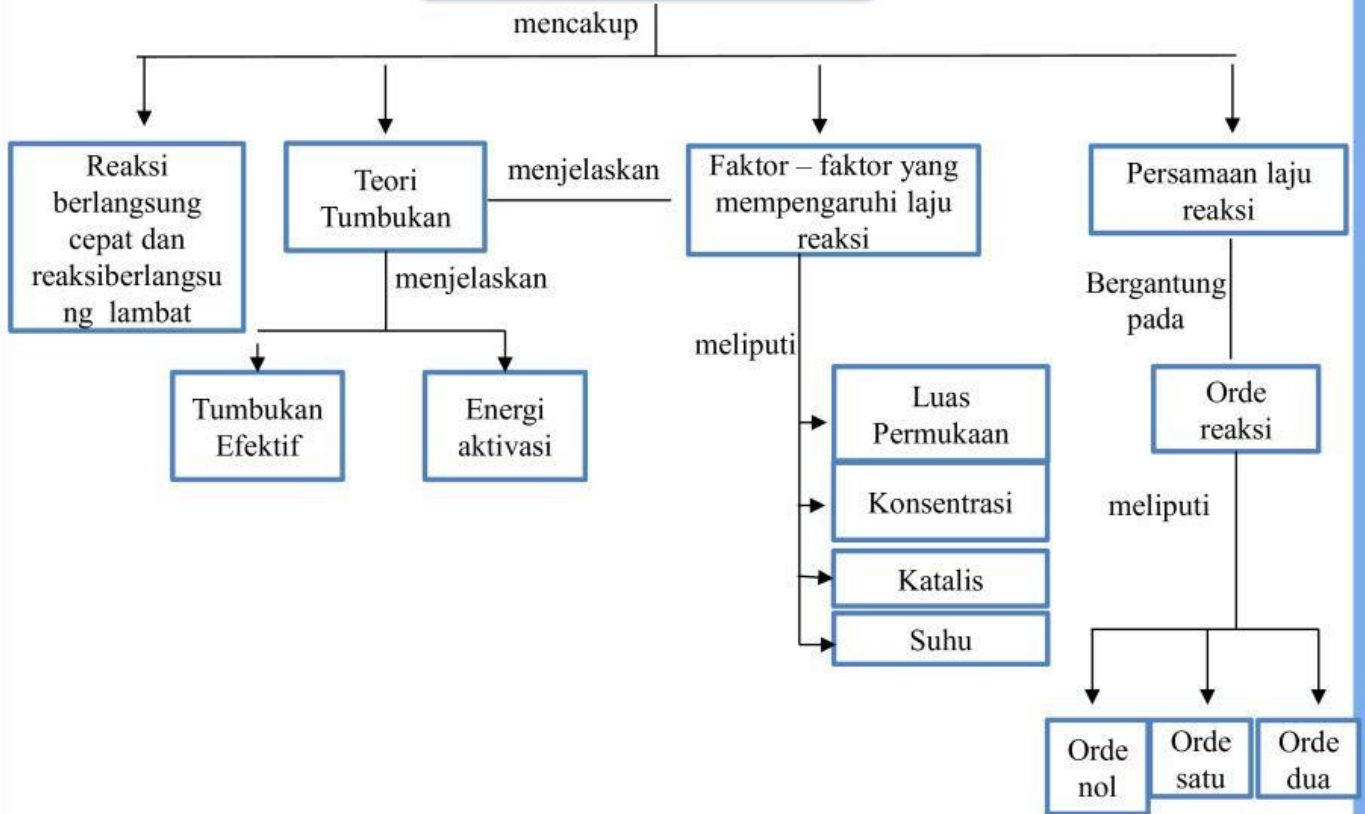 mencakup
Reaksi
berlangsung
cepat dan
reaksiberlangsu
ng lambat
Teori
Tumbukan
menjelaskan
Faktor – faktor yang
mempengaruhi laju
reaksi
Persamaan laju
reaksi
menjelaskan
Tumbukan
Efektif
Energi
aktivasi
meliputi
Luas
Permukaan
Konsentrasi
Katalis
Suhu
Bergantung
pada
Orde
reaksi
meliputi
Orde
nol
Orde
satu
Orde
dua